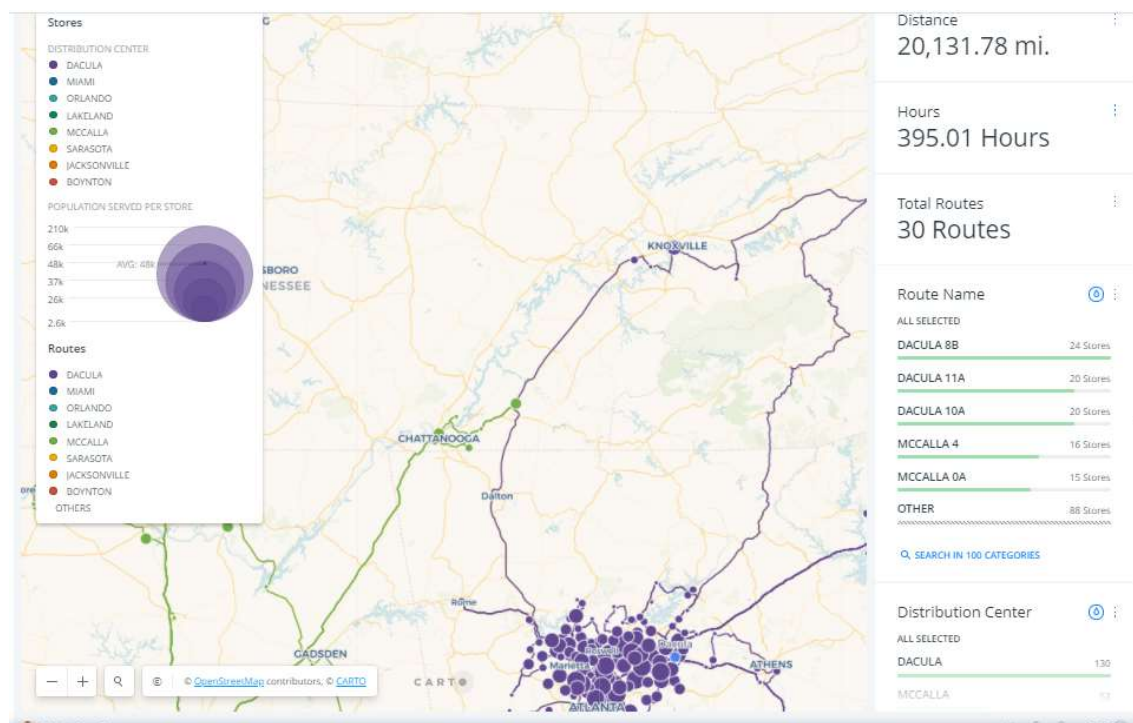 Stores
DISTRIBUTION CENTER
DACULA
MIAMI
ORLANDO
LAKELAND
MCCALLA
SARASOTA
JACKSONVILLE
BOYNTON
POPULATION SERVED PER STORE
210k
66k
48k
AVG: 48k
37k
26k
2.6k
Routes
DACULA
MIAMI
ORLANDO
LAKELAND
MCCALLA
SARASOTA
JACKSONVILLE
BOYNTON
OTHERS
KNOXVILLE
SBORO
NESSEE
CHATTANOOGA
Dalton
Rome
GADSDEN
Roswell
Dacula
Marietta
ATHENS
ATLANTA
− + © OpenStreetMap contributors, © CARTO
CARTO
Distance
20,131.78 mi.
Hours
395.01 Hours
Total Routes
30 Routes
Route Name
ALL SELECTED
DACULA 8B 24 Stores
DACULA 11A 20 Stores
DACULA 10A 20 Stores
MCCALLA 4 16 Stores
MCCALLA 0A 15 Stores
OTHER 88 Stores
SEARCH IN 100 CATEGORIES
Distribution Center
ALL SELECTED
DACULA 130
MCCALLA 53